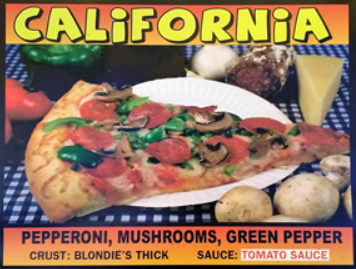 CALiFORNiA
PEPPERONI, MUSHROOMS, GREEN PEPPER
CRUST: BLONDIE'S THICK SAUCE: TOMATO SAUCE